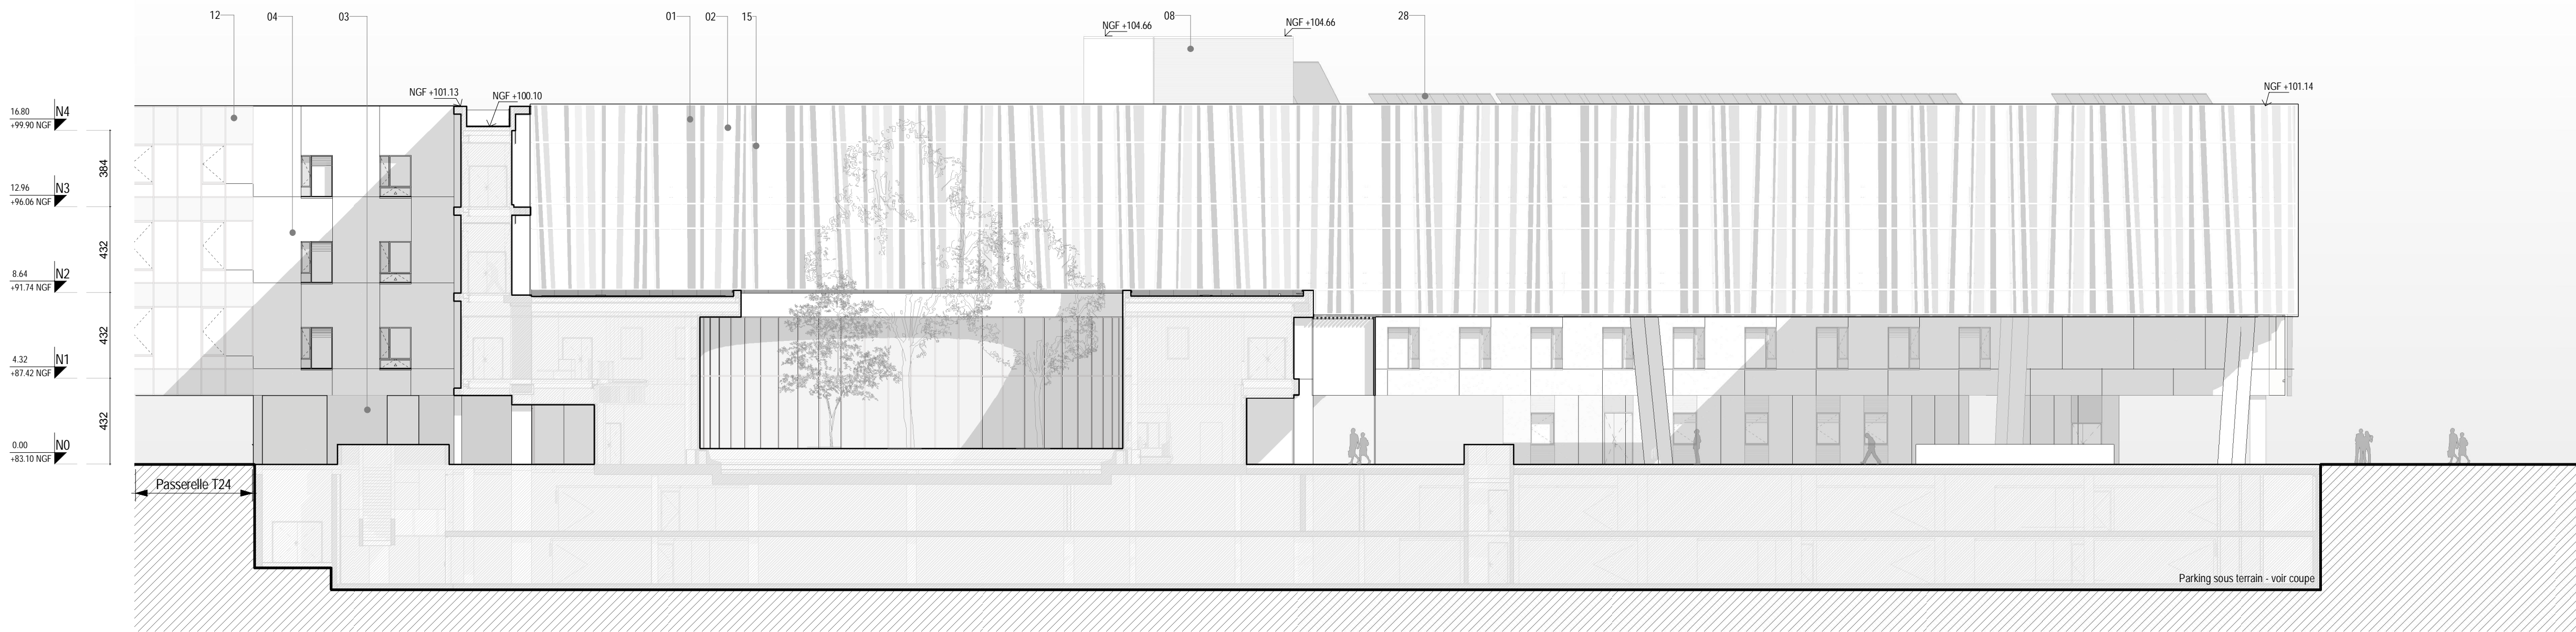 12
04
03
01
02
15
08
28
NGF +104.66
NGF +104.66
NGF +101.13
NGF +100.10
NGF +101.14
16.80 N4
+99.90 NGF
384
12.96 N3
+96.06 NGF
432
8.64 N2
+91.74 NGF
432
4.32 N1
+87.42 NGF
432
0.00 N0
+83.10 NGF
Passerelle T24
Parking sous terrain - voir coupe